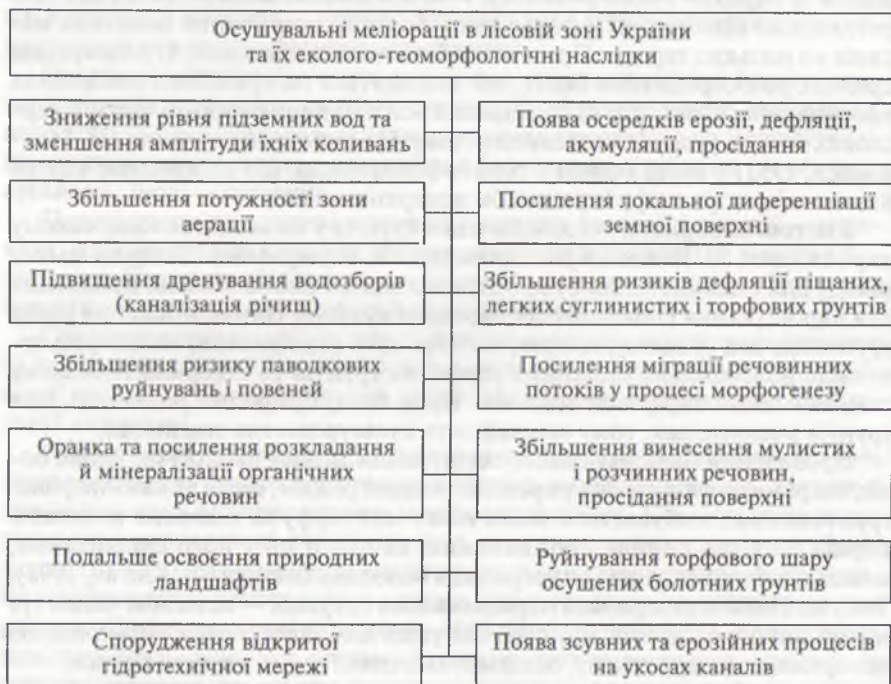 Осушувальні меліорації в лісовій зоні України
та їх еколого-геоморфологічні наслідки
Зниження рівня підземних вод та
зменшення амплітуди їхніх коливань
Поява осередків ерозії, дефляції,
акумуляції, просідання
Збільшення потужності зони
аерації
Посилення локальної диференціації
земної поверхні
Підвищення дренування водозборів
(каналізація річищ)
Збільшення ризиків дефляції піщаних,
легких суглинистих і торфових ґрунтів
Збільшення ризику паводкових
руйнувань і повеней
Посилення міграції речовинних
потоків у процесі морфогенезу
Оранка та посилення розкладання
й мінералізації органічних
речовин
Збільшення винесення мулистих
і розчинених речовин,
просідання поверхні
Подальша оранка природних
ландшафтів
Руйнування торфового шару
осушених болотних ґрунтів
Спорудження відкритої
гідротехнічної мережі
Поява зсувних та ерозійних процесів
на укосах каналів